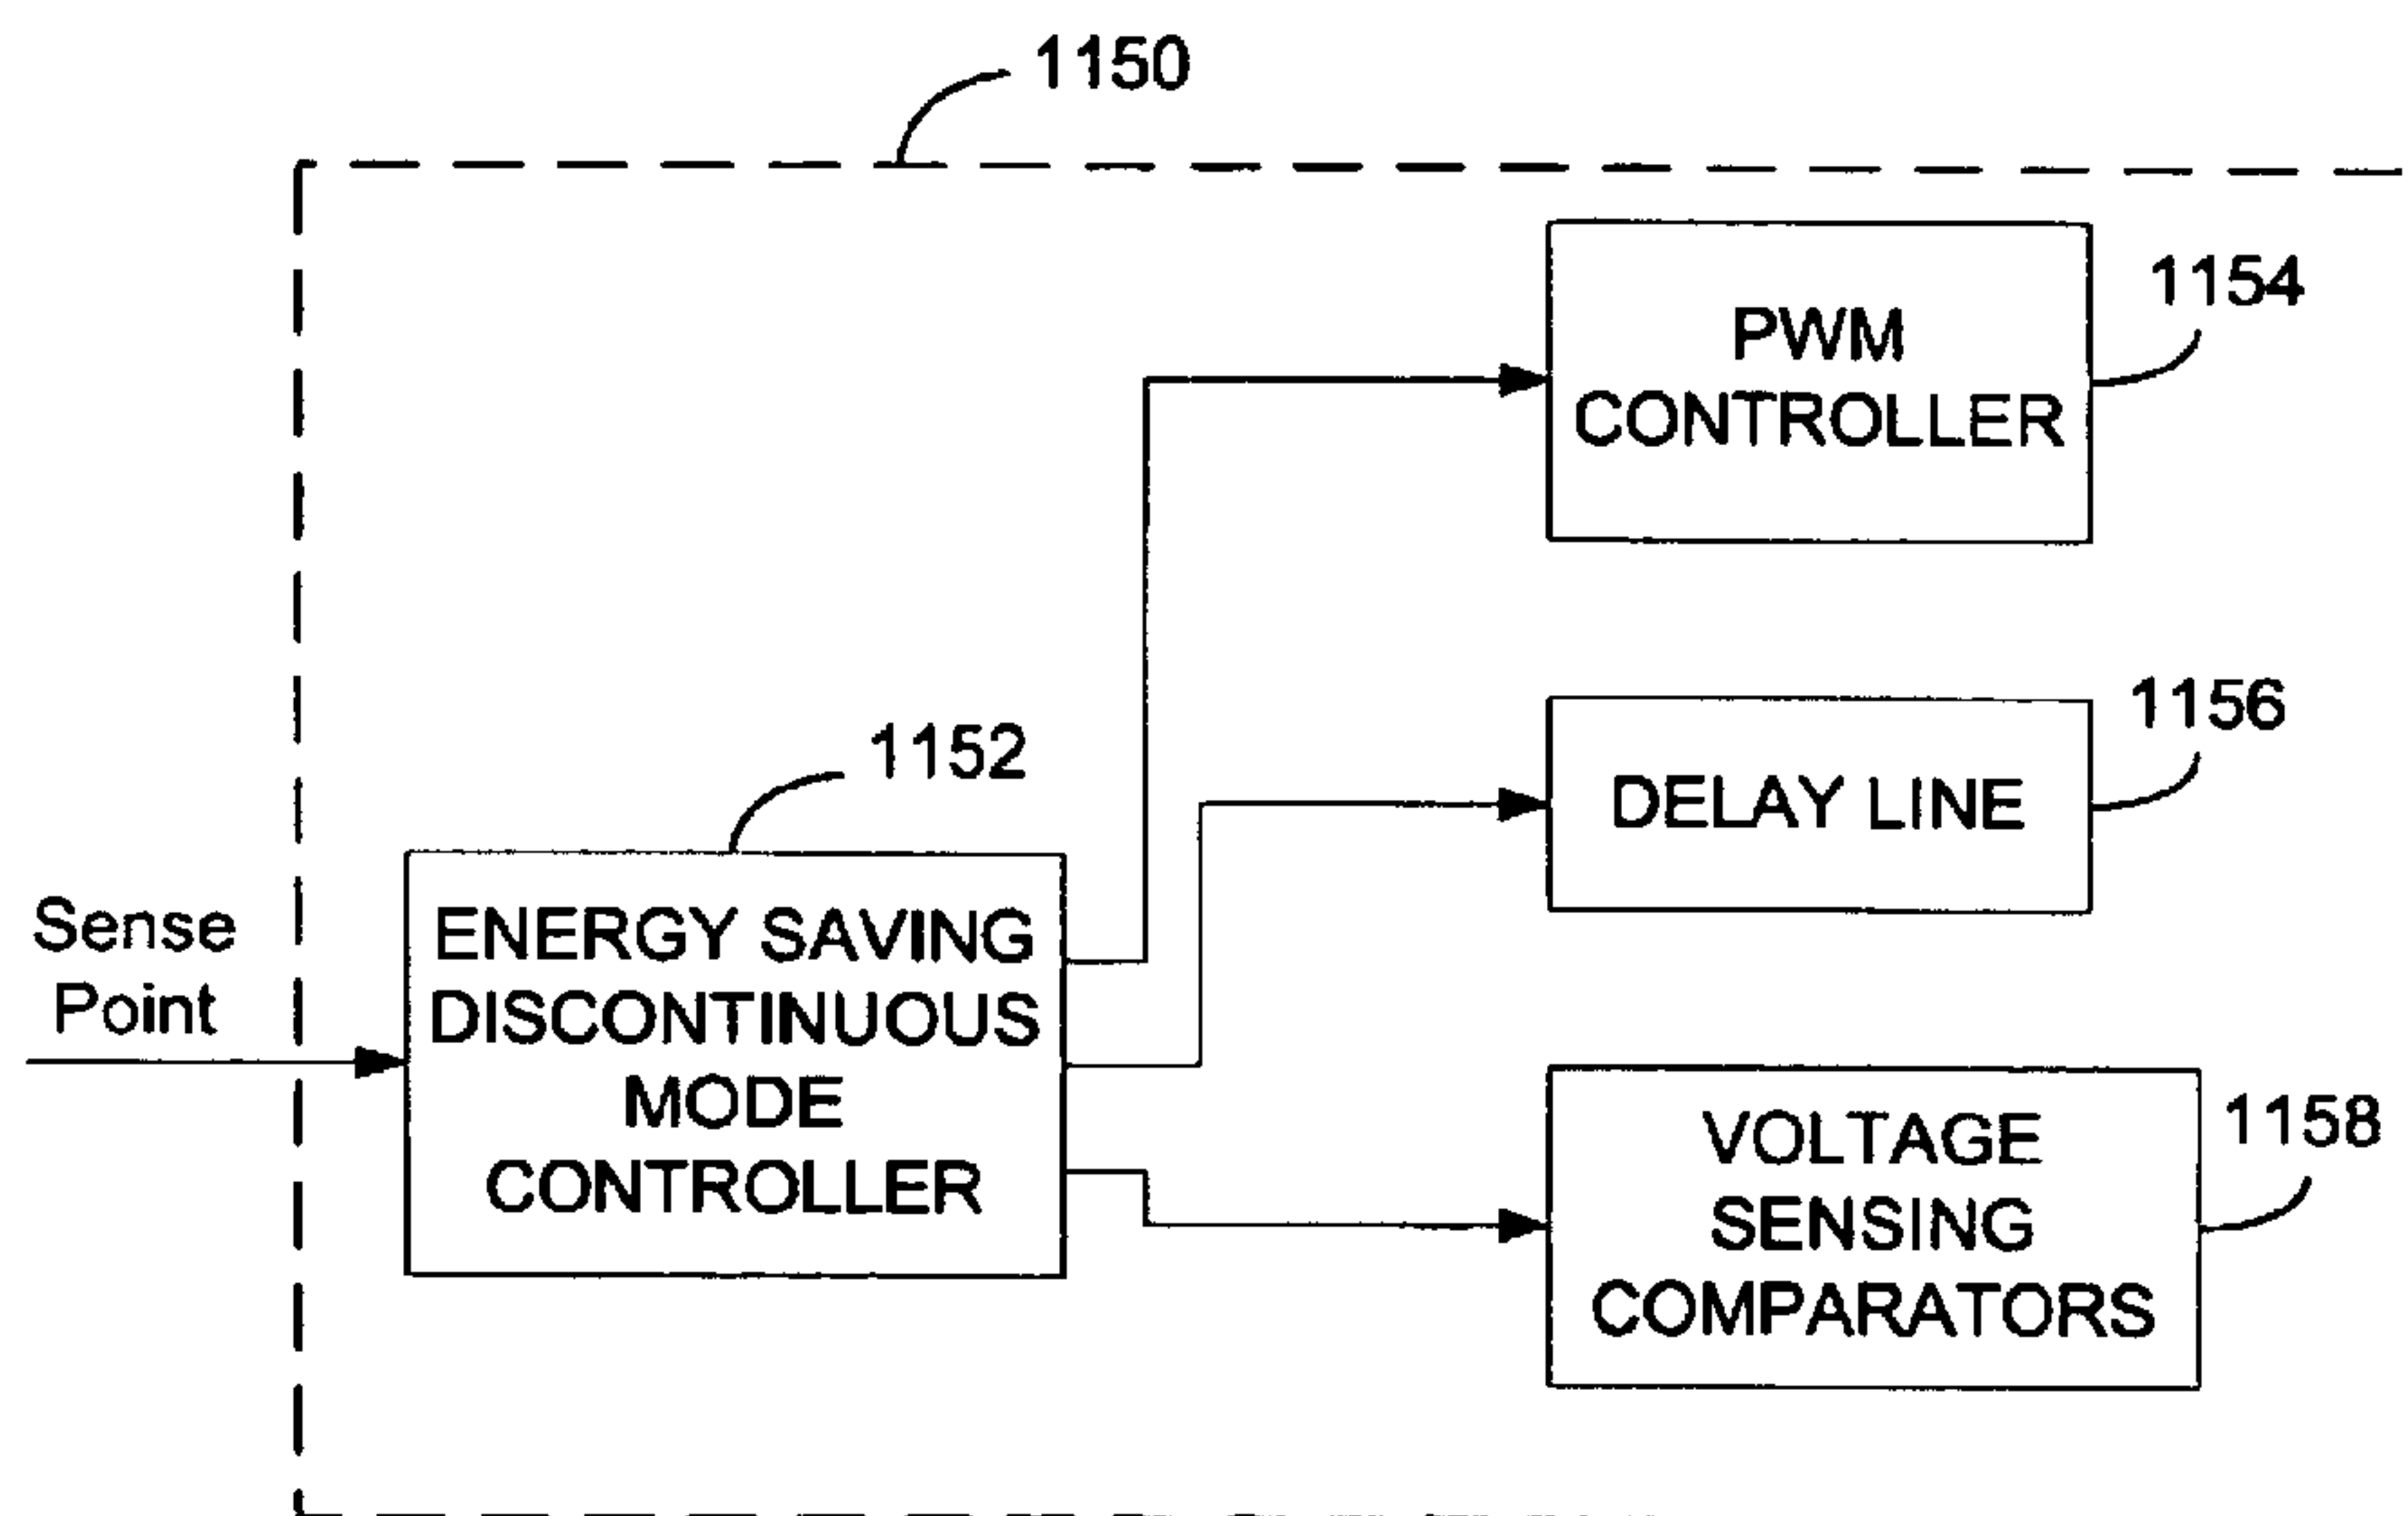 1150
PWM
CONTROLLER
1154
DELAY LINE
1156
1152
Sense
Point
ENERGY SAVING
DISCONTINUOUS
MODE
CONTROLLER
VOLTAGE
SENSING
COMPARATORS
1158